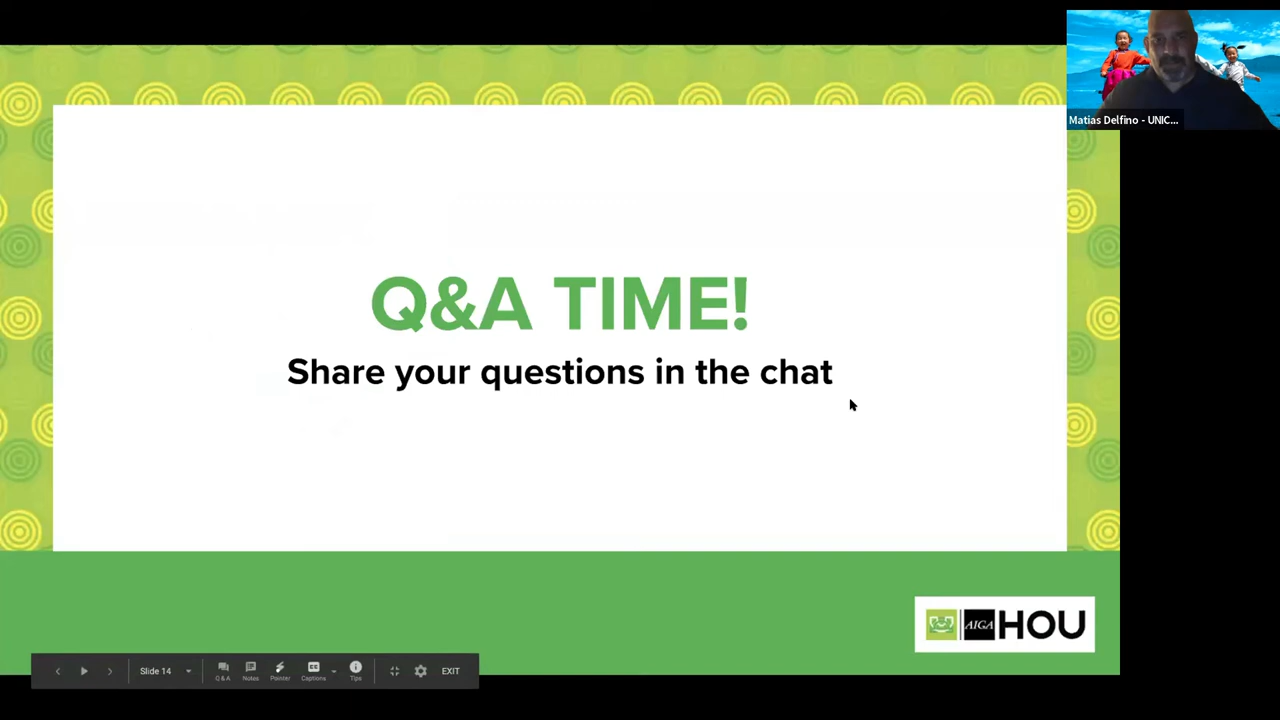 Matias Delfino - UNIC...
Q&A TIME!
Share your questions in the chat
AIGA HOU
Slide 14
Q & A
Notes
Pointer
Captions
Tips
EXIT